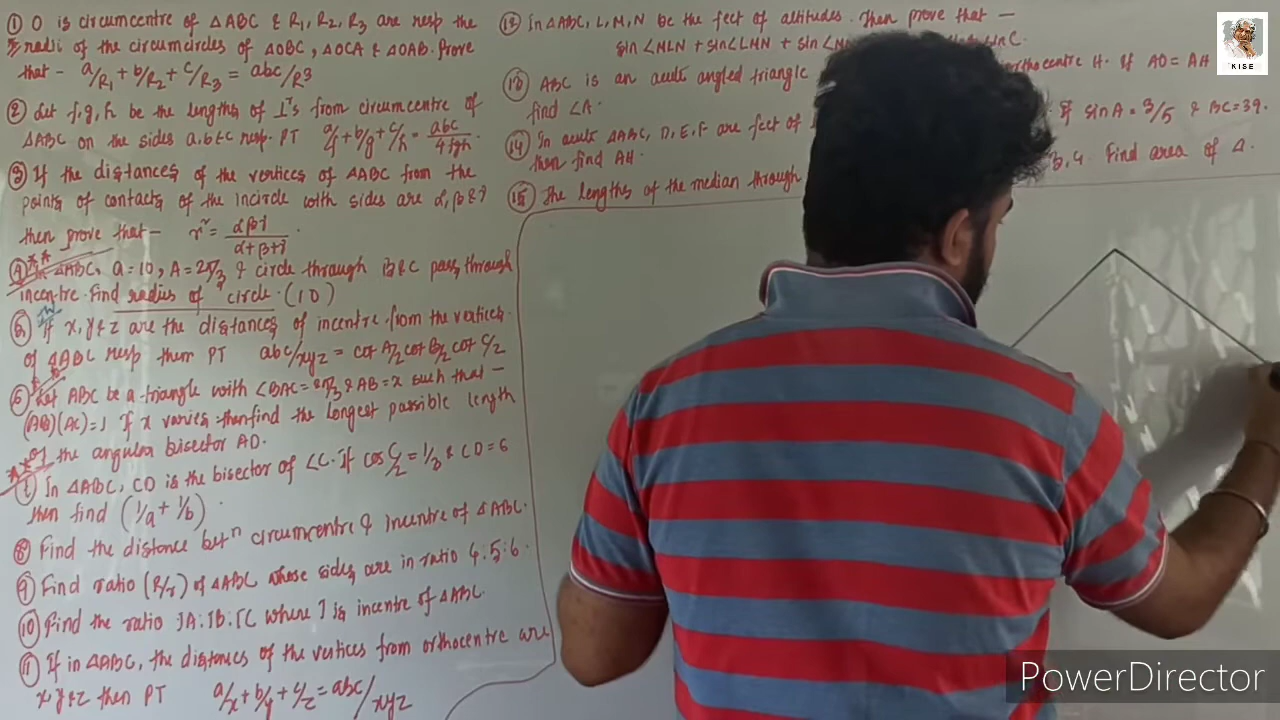 ① O is circumcentre of ΔABC & R₁, R₂, R₃ are resp the
radii of the circumcircles of ΔOBC, ΔOCA & ΔOAB. Prove
that - a/R₁ + b/R₂ + c/R₃ = abc/R³
② Let f, g, h be the lengths of ⊥rs from circumcentre of
ΔABC on the sides a, b & c resp. PT a/f + b/g + c/h = abc/4fgh.
③ If the distances of the vertices of ΔABC from the
points of contacts of the incircle with sides are α, β & γ
then prove that - r² = αβγ/α+β+γ.
④ ΔABC, a = 10, A = 2π/3 & circle through B & C pass through
incentre. Find radius of circle. (10)
⑤ If x, y & z are the distances of incentre from the vertices
of ΔABC resp then PT abc/xyz = cot A/2 cot B/2 cot C/2
⑥ Let ABC be a triangle with ∠BAC = 2π/3 & AB = x such that -
(AB)(AC) = 1 If x varies then find the longest possible length
of the angular bisector AD.
⑦ In ΔABC, CD is the bisector of ∠C. If cos C/2 = 1/3 & CD = 6
then find (1/a + 1/b).
⑧ Find the distance betⁿ circumcentre & incentre of ΔABC.
⑨ Find ratio (R/r) of ΔABC whose sides are in ratio 4:5:6.
⑩ Find the ratio IA:IB:IC where I is incentre of ΔABC.
⑪ If in ΔABC, the distances of the vertices from orthocentre are
x, y & z then PT a/x + b/y + c/z = abc/xyz
⑫ In ΔABC, L, M, N be the feet of altitudes. Then prove that -
sin ∠MLN + sin ∠LMN + sin ∠ sin C.
⑬ ABC is an acute angled triangle orthocentre H. If AO = AH
find ∠A.
⑭ In acute ΔABC, D, E, F are feet of If sin A = 3/5 & BC = 39.
then find AH.
⑮ The lengths of the median through 3, 4. Find area of Δ.
KISE
PowerDirector